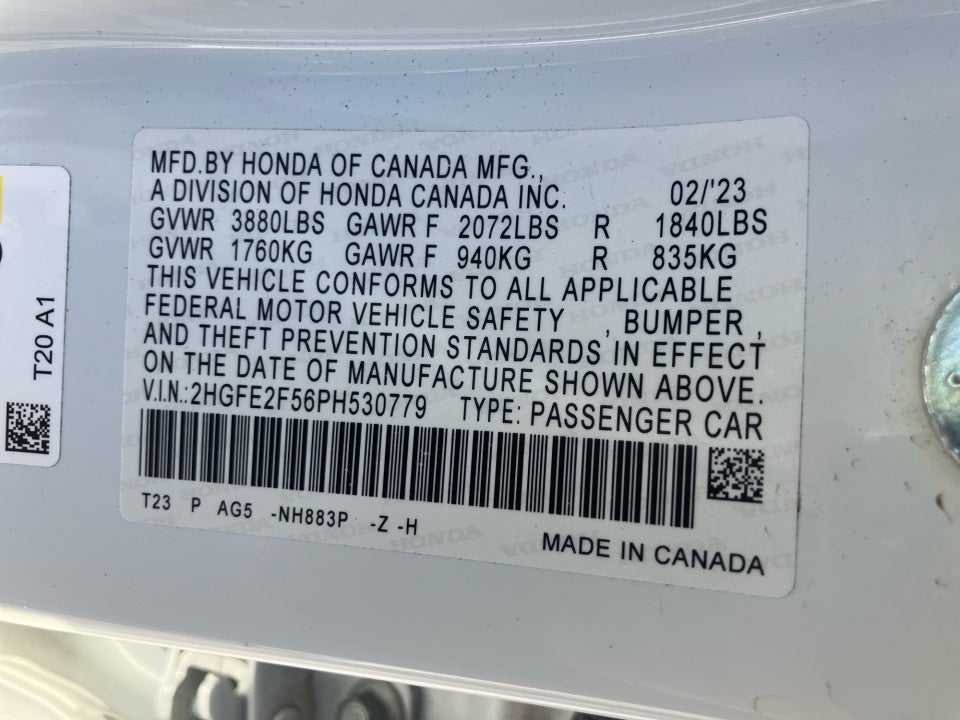 MFD.BY HONDA OF CANADA MFG.,
A DIVISION OF HONDA CANADA INC. 02/'23
GVWR 3880LBS GAWR F 2072LBS R 1840LBS
GVWR 1760KG GAWR F 940KG R 835KG
THIS VEHICLE CONFORMS TO ALL APPLICABLE
FEDERAL MOTOR VEHICLE SAFETY , BUMPER ,
AND THEFT PREVENTION STANDARDS IN EFFECT
ON THE DATE OF MANUFACTURE SHOWN ABOVE.
V.I.N.:2HGFE2F56PH530779 TYPE: PASSENGER CAR
T23 P AG5 -NH883P -Z -H
MADE IN CANADA
T20 A1